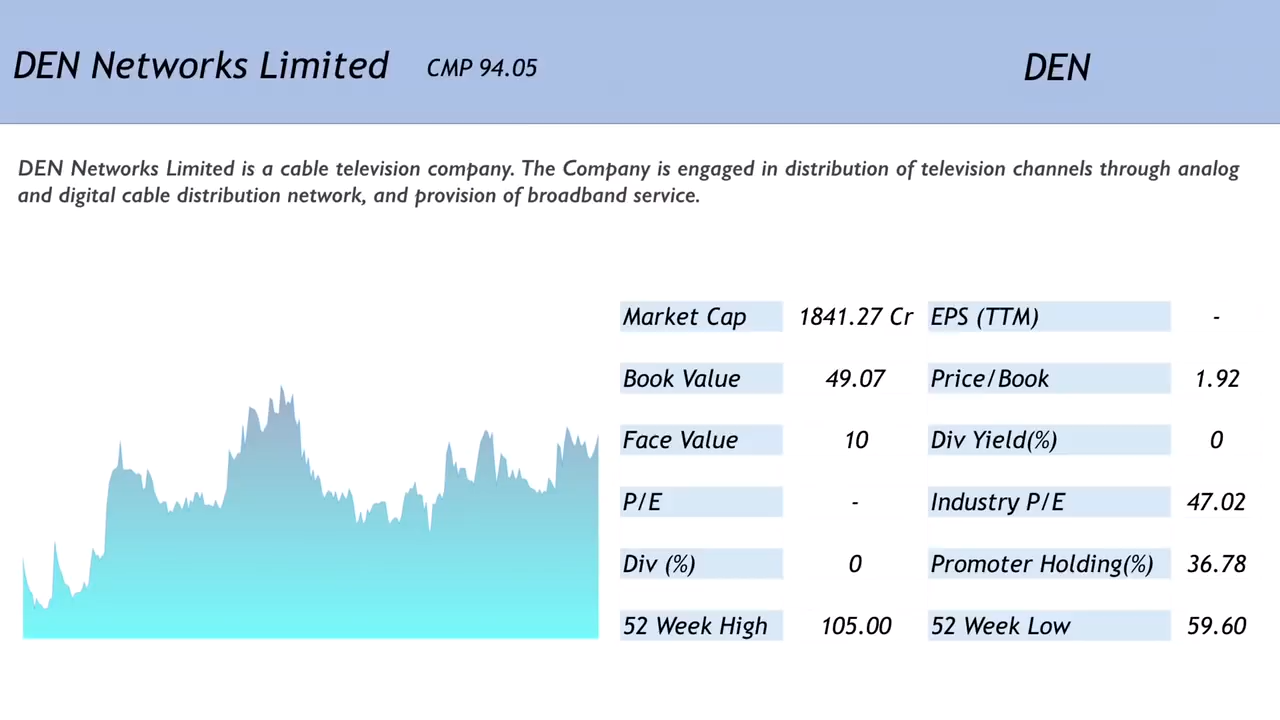 DEN Networks Limited CMP 94.05 DEN
DEN Networks Limited is a cable television company. The Company is engaged in distribution of television channels through analog
and digital cable distribution network, and provision of broadband service.
Market Cap 1841.27 Cr EPS (TTM) -
Book Value 49.07 Price/Book 1.92
Face Value 10 Div Yield(%) 0
P/E - Industry P/E 47.02
Div (%) 0 Promoter Holding(%) 36.78
52 Week High 105.00 52 Week Low 59.60